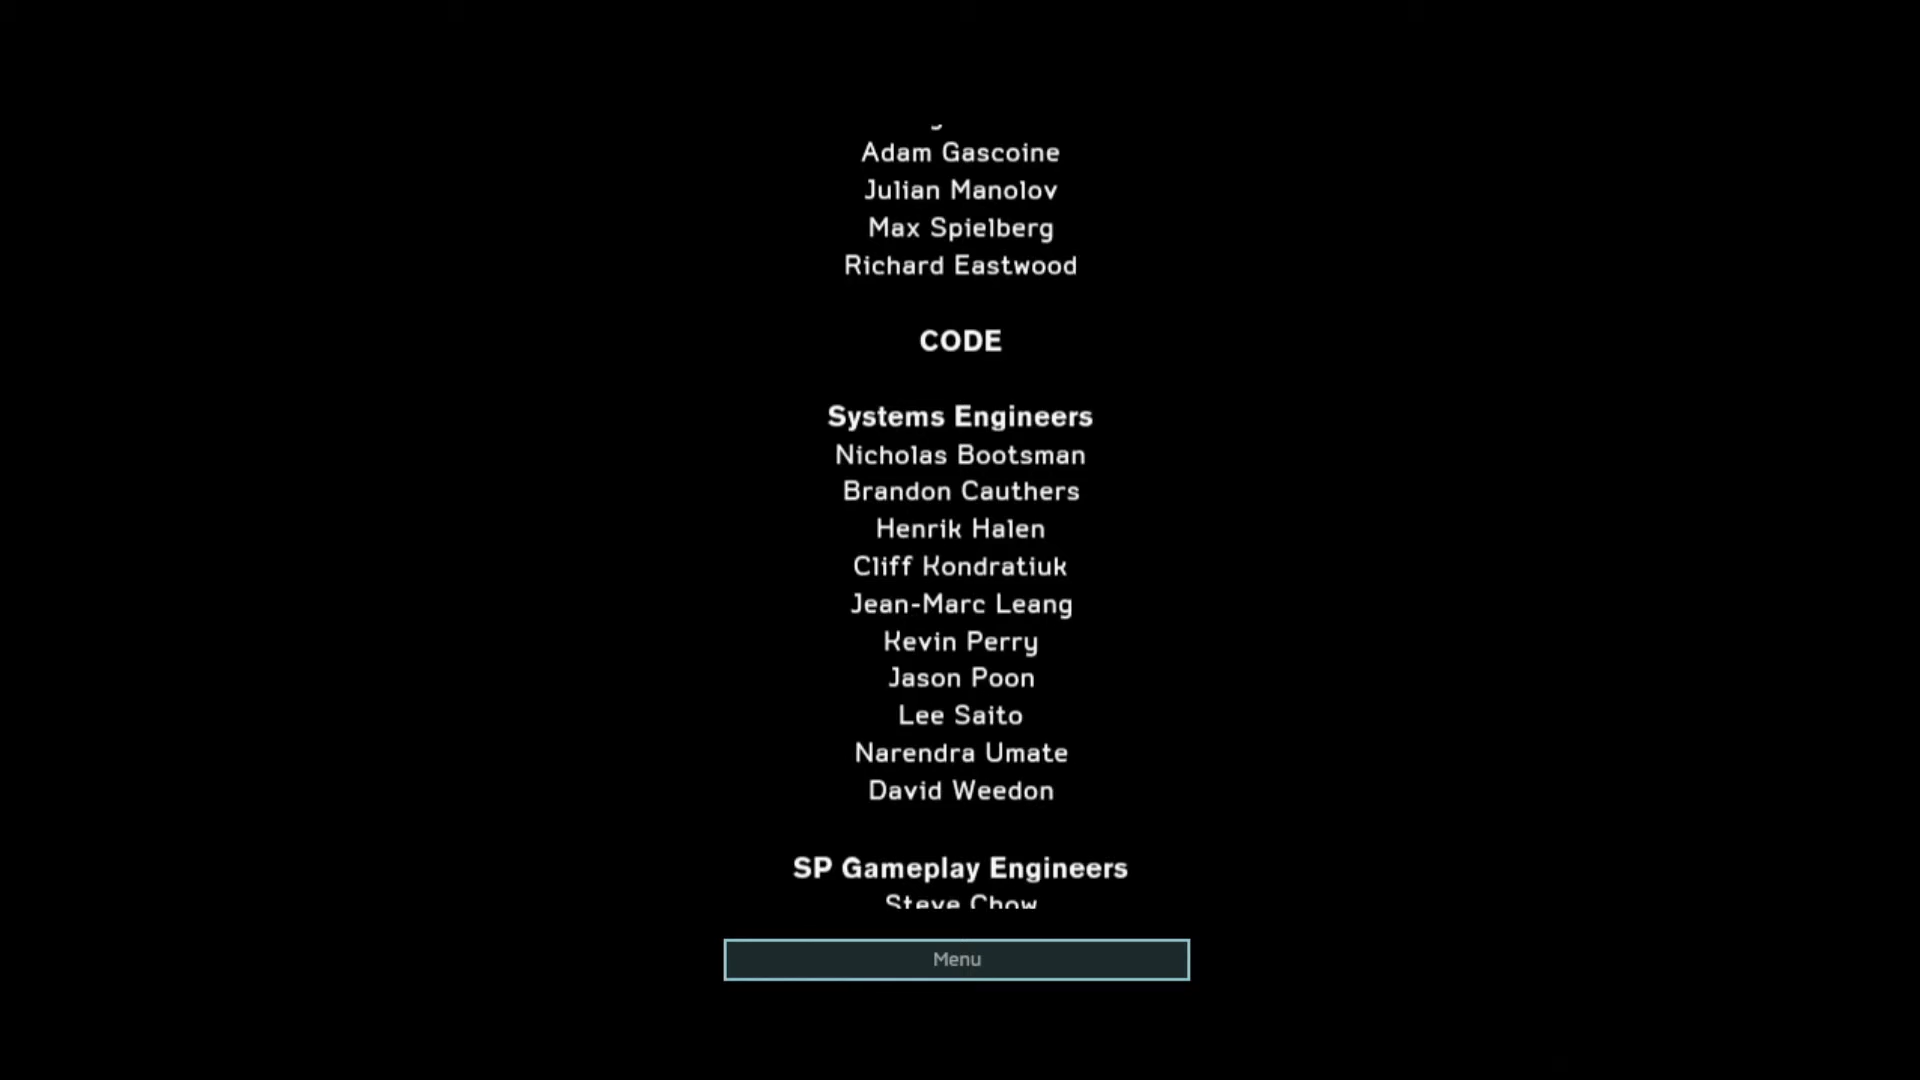 Adam Gascoine
Julian Manolov
Max Spielberg
Richard Eastwood
CODE
Systems Engineers
Nicholas Bootsman
Brandon Cauthers
Henrik Halen
Cliff Kondratiuk
Jean-Marc Leang
Kevin Perry
Jason Poon
Lee Saito
Narendra Umate
David Weedon
SP Gameplay Engineers
Steve Chow
Menu